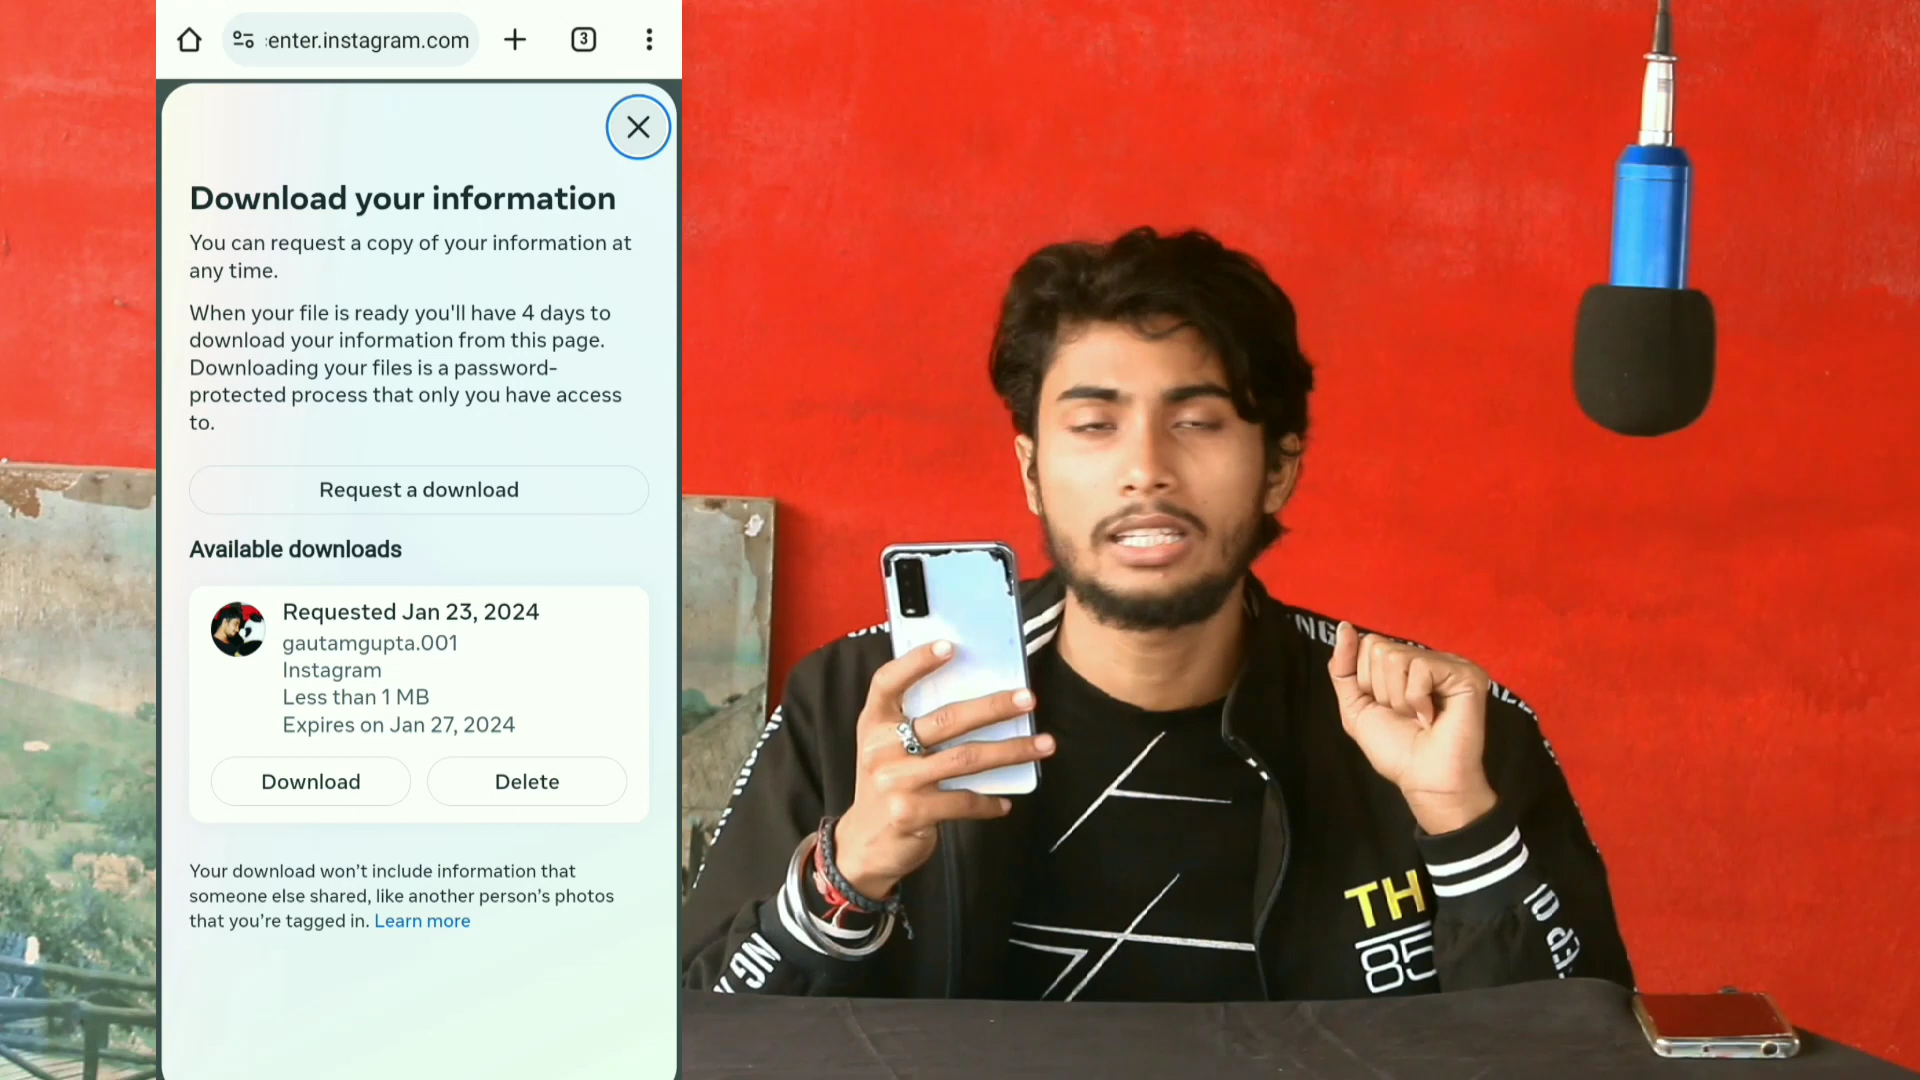 :enter.instagram.com
3
Download your information
You can request a copy of your information at
any time.
When your file is ready you'll have 4 days to
download your information from this page.
Downloading your files is a password-
protected process that only you have access
to.
Request a download
Available downloads
Requested Jan 23, 2024
gautamgupta.001
Instagram
Less than 1 MB
Expires on Jan 27, 2024
Download
Delete
Your download won't include information that
someone else shared, like another person's photos
that you're tagged in. Learn more
TH
85